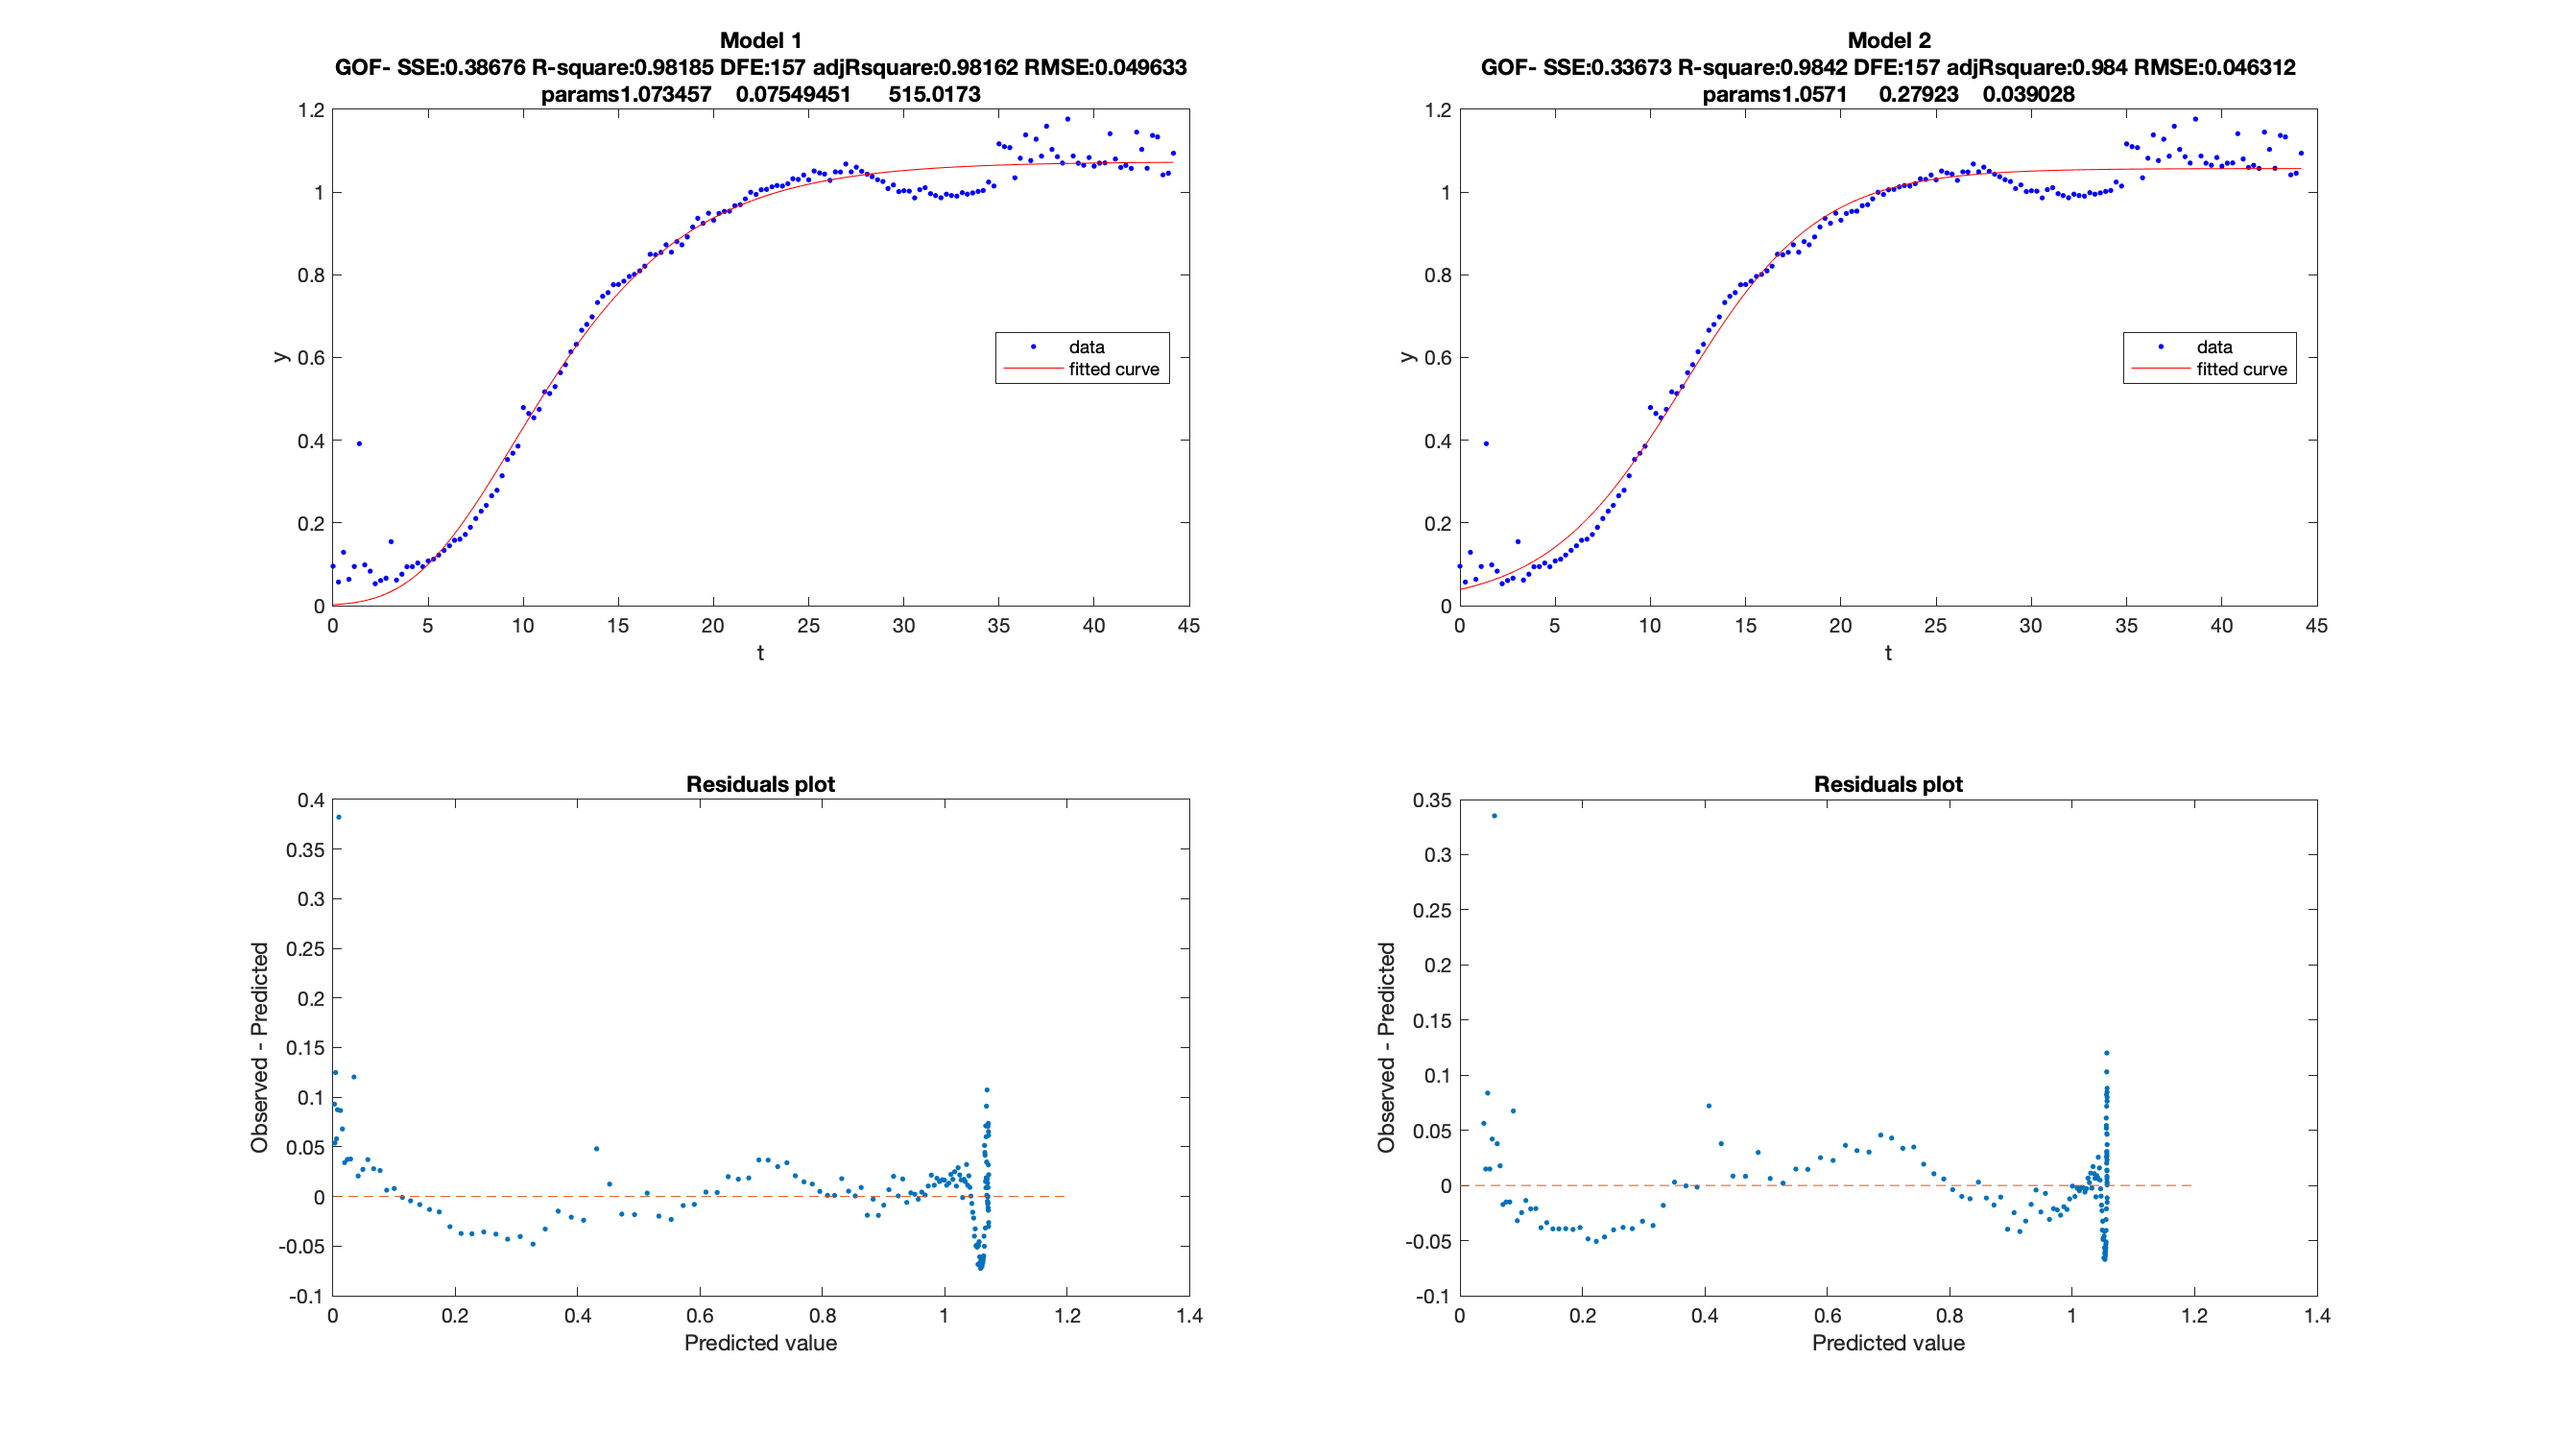 Model 1
GOF- SSE:0.38676 R-square:0.98185 DFE:157 adjRsquare:0.98162 RMSE:0.049633
params1.073457 0.07549451 515.0173
1.2
1
0.8
0.6
0.4
0.2
0
y
data
fitted curve
0 5 10 15 20 25 30 35 40 45
t
Model 2
GOF- SSE:0.33673 R-square:0.9842 DFE:157 adjRsquare:0.984 RMSE:0.046312
params1.0571 0.27923 0.039028
1.2
1
0.8
0.6
0.4
0.2
0
y
data
fitted curve
0 5 10 15 20 25 30 35 40 45
t
Residuals plot
0.4
0.35
0.3
0.25
0.2
0.15
0.1
0.05
0
-0.05
-0.1
Observed - Predicted
0 0.2 0.4 0.6 0.8 1 1.2 1.4
Predicted value
Residuals plot
0.35
0.3
0.25
0.2
0.15
0.1
0.05
0
-0.05
-0.1
Observed - Predicted
0 0.2 0.4 0.6 0.8 1 1.2 1.4
Predicted value